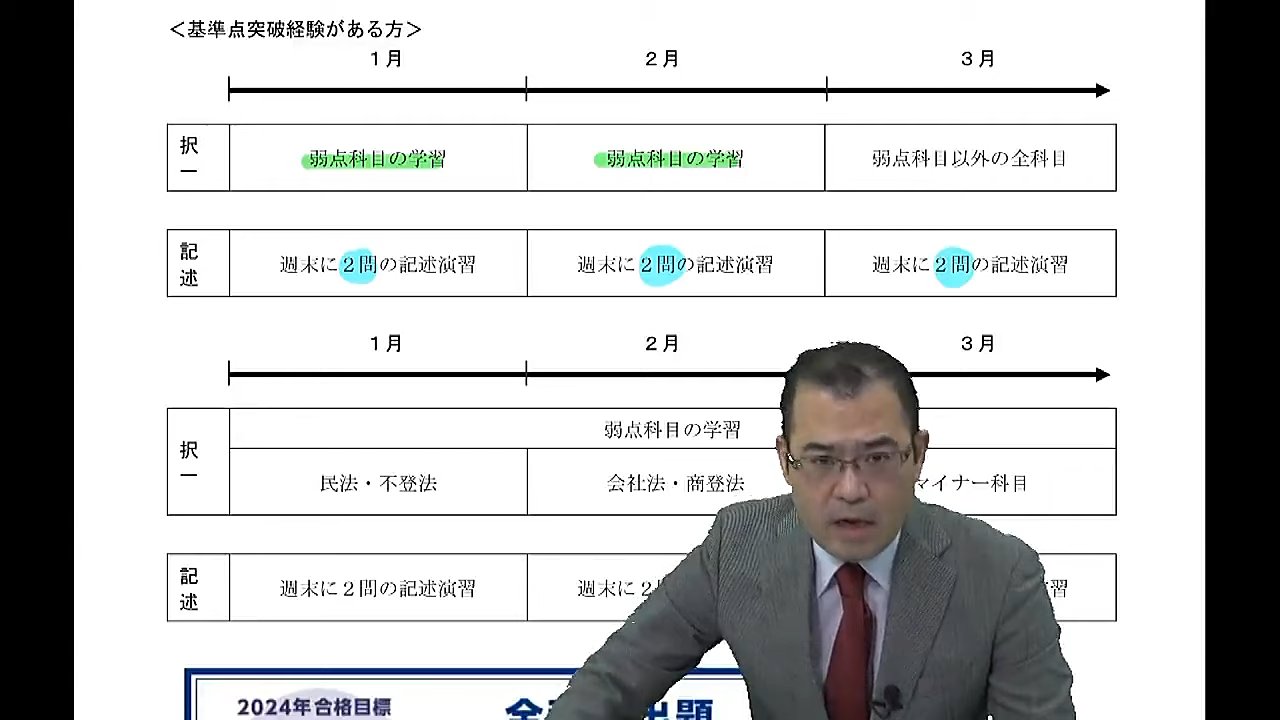 ＜基準点突破経験がある方＞
１月 ２月 ３月
択一 弱点科目の学習 弱点科目の学習 弱点科目以外の全科目
記述 週末に２問の記述演習 週末に２問の記述演習 週末に２問の記述演習
１月 ２月 ３月
択一 弱点科目の学習
民法・不登法 会社法・商登法 マイナー科目
記述 週末に２問の記述演習 週末に２ 習
2024年合格目標 出題